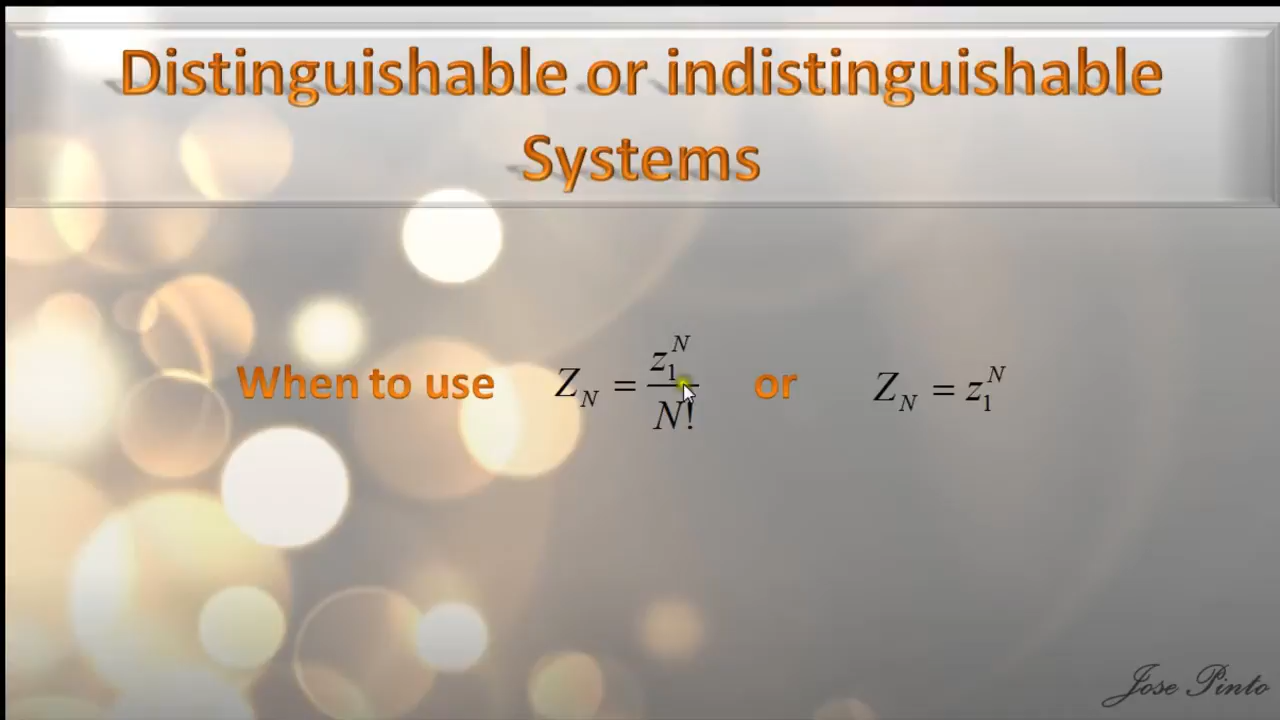 Distinguishable or indistinguishable
Systems
When to use Z_N = z_1^N / N! or Z_N = z_1^N
Jose Pinto